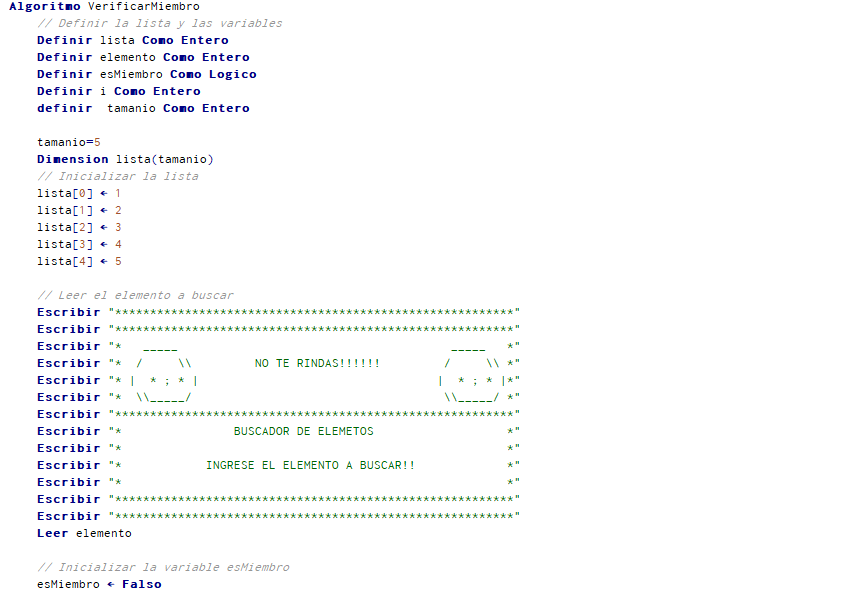 Algoritmo VerificarMiembro
    // Definir la lista y las variables
    Definir lista Como Entero
    Definir elemento Como Entero
    Definir esMiembro Como Logico
    Definir i Como Entero
    definir  tamanio Como Entero

    tamanio=5
    Dimension lista(tamanio)
    // Inicializar la lista
    lista[0] ← 1
    lista[1] ← 2
    lista[2] ← 3
    lista[3] ← 4
    lista[4] ← 5

    // Leer el elemento a buscar
    Escribir "*********************************************************"
    Escribir "*********************************************************"
    Escribir "*   _____                                       _____   *"
    Escribir "*  /     \\         NO TE RINDAS!!!!!!         /     \\ *"
    Escribir "* |  * ; * |                                  |  * ; * |*"
    Escribir "*  \\_____/                                    \\_____/ *"
    Escribir "*********************************************************"
    Escribir "*                BUSCADOR DE ELEMETOS                   *"
    Escribir "*                                                       *"
    Escribir "*            INGRESE EL ELEMENTO A BUSCAR!!             *"
    Escribir "*                                                       *"
    Escribir "*********************************************************"
    Escribir "*********************************************************"
    Leer elemento

    // Inicializar la variable esMiembro
    esMiembro ← Falso